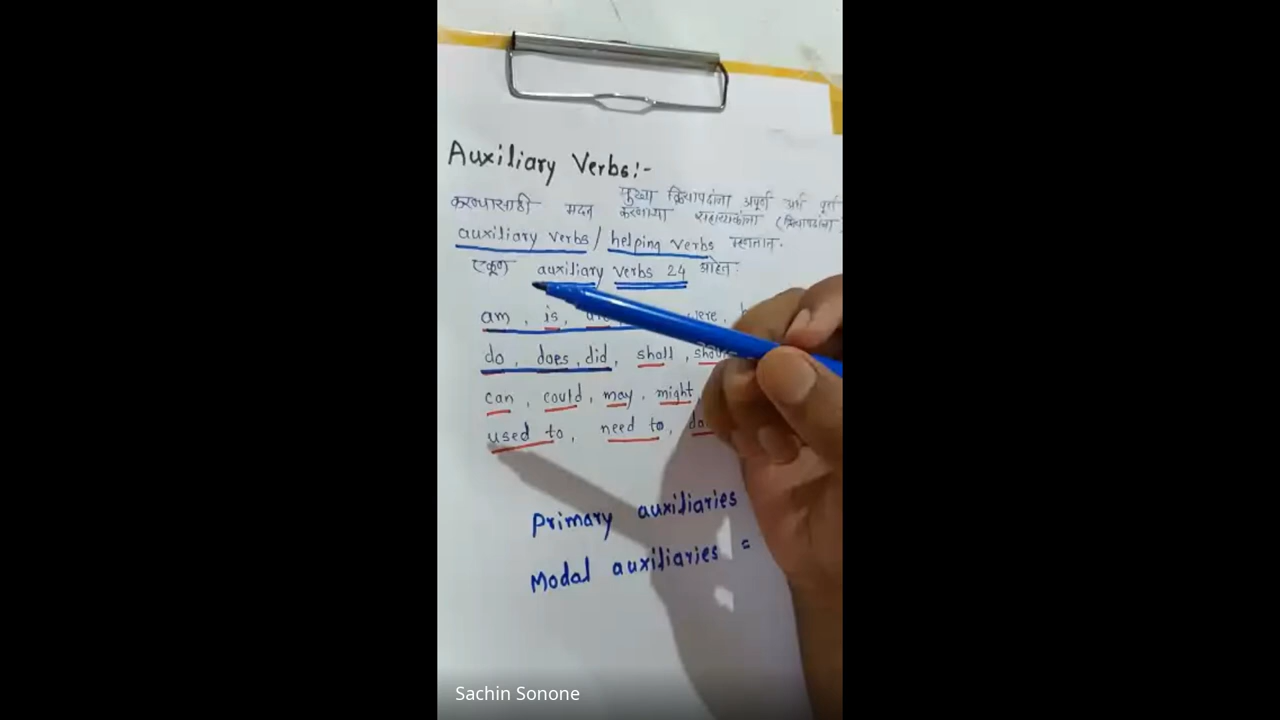 Auxiliary Verbs:-
मुख्य क्रियापदांना अपूर्ण अर्थ पूर्ण
करण्यासाठी मदत करणाऱ्या सहाय्यकांना (क्रियापदांना)
auxiliary verbs / helping verbs म्हणतात.
एकूण auxiliary verbs 24 आहेत:
am, is, are, were,
do, does, did, shall,
can, could, may, might,
used to, need to,
Primary auxiliaries
Modal auxiliaries =
Sachin Sonone